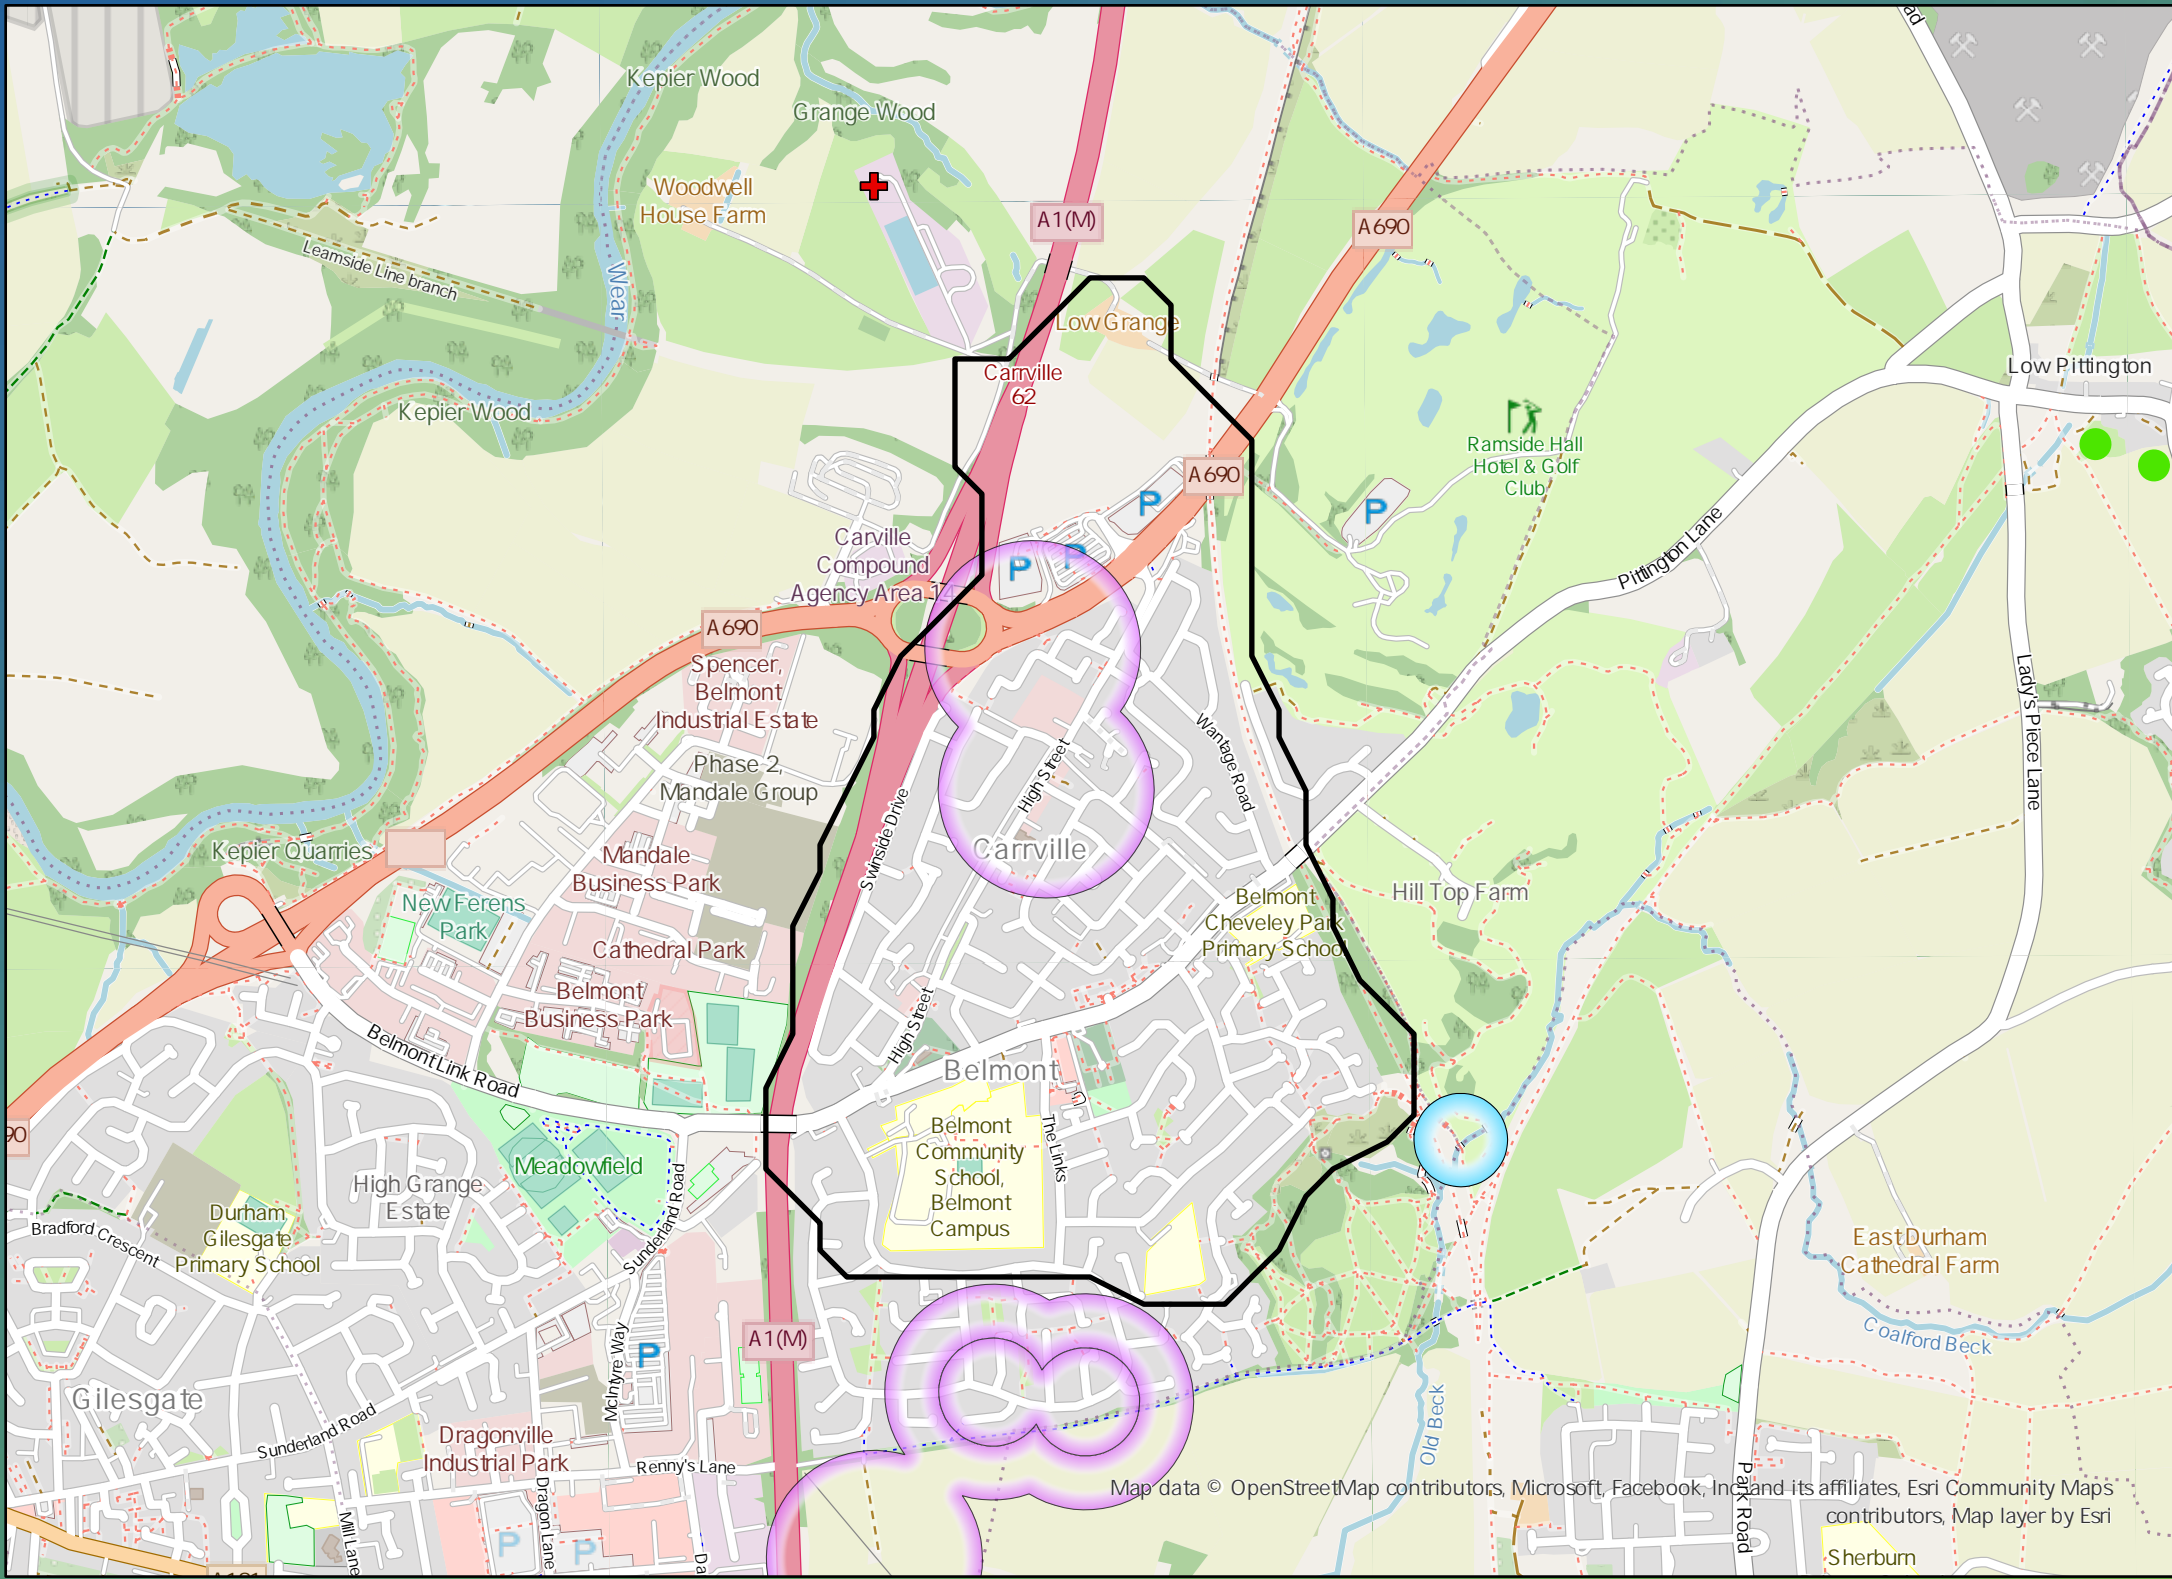 Kepier Wood
Grange Wood
Woodwell
House Farm
A1(M)
A690
Leamside Line branch
Wear
Low Grange
Carrville
62
Low Pittington
Kepier Wood
Ramside Hall
Hotel & Golf
Club
A690
P
P
P
P
Pittington Lane
Carville
Compound
Agency Area 14
A690
Spencer,
Belmont
Industrial Estate
Phase 2,
Mandale Group
Wantage Road
High Street
Swinside Drive
Lady's Piece Lane
Kepier Quarries
Mandale
Business Park
Carrville
New Ferens
Park
Cathedral Park
Belmont
Cheveley Park
Primary School
Hill Top Farm
Belmont
Business Park
High Street
Belmont Link Road
Belmont
90
Meadowfield
Belmont
Community
School,
Belmont
Campus
The Links
High Grange
Estate
Durham
Gilesgate
Primary School
Bradford Crescent
Sunderland Road
East Durham
Cathedral Farm
A1(M)
P
McIntyre Way
Coalford Beck
Gilesgate
Sunderland Road
Dragonville
Industrial Park
Renny's Lane
Old Beck
Park Road
Mill Lane
Dragon Lane
P
P
Da
Map data © OpenStreetMap contributors, Microsoft, Facebook, Inc. and its affiliates, Esri Community Maps
contributors, Map layer by Esri
Sherburn